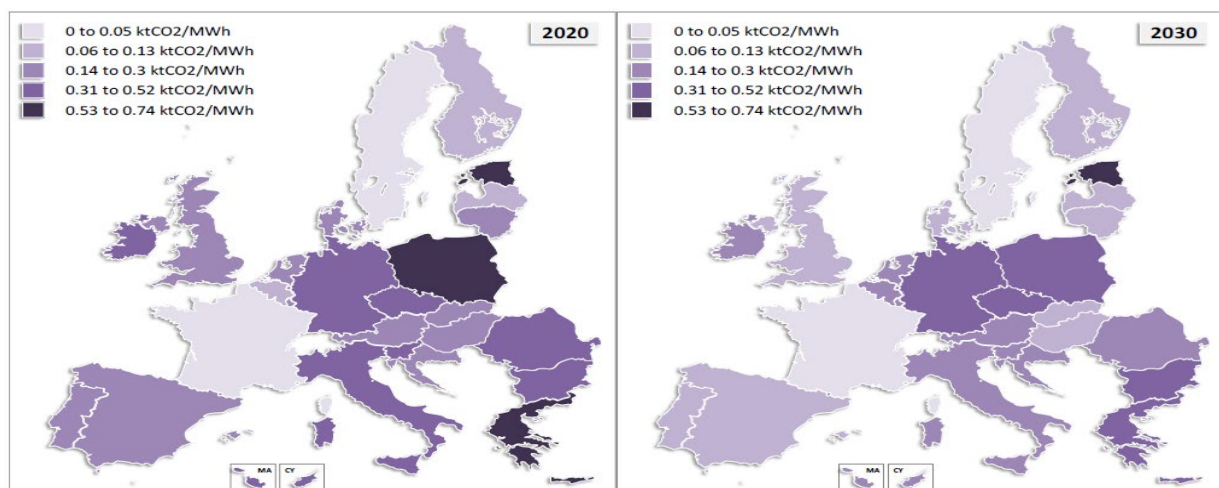 0 to 0.05 ktCO2/MWh
0.06 to 0.13 ktCO2/MWh
0.14 to 0.3 ktCO2/MWh
0.31 to 0.52 ktCO2/MWh
0.53 to 0.74 ktCO2/MWh
2020
MA
CY
0 to 0.05 ktCO2/MWh
0.06 to 0.13 ktCO2/MWh
0.14 to 0.3 ktCO2/MWh
0.31 to 0.52 ktCO2/MWh
0.53 to 0.74 ktCO2/MWh
2030
MA
CY